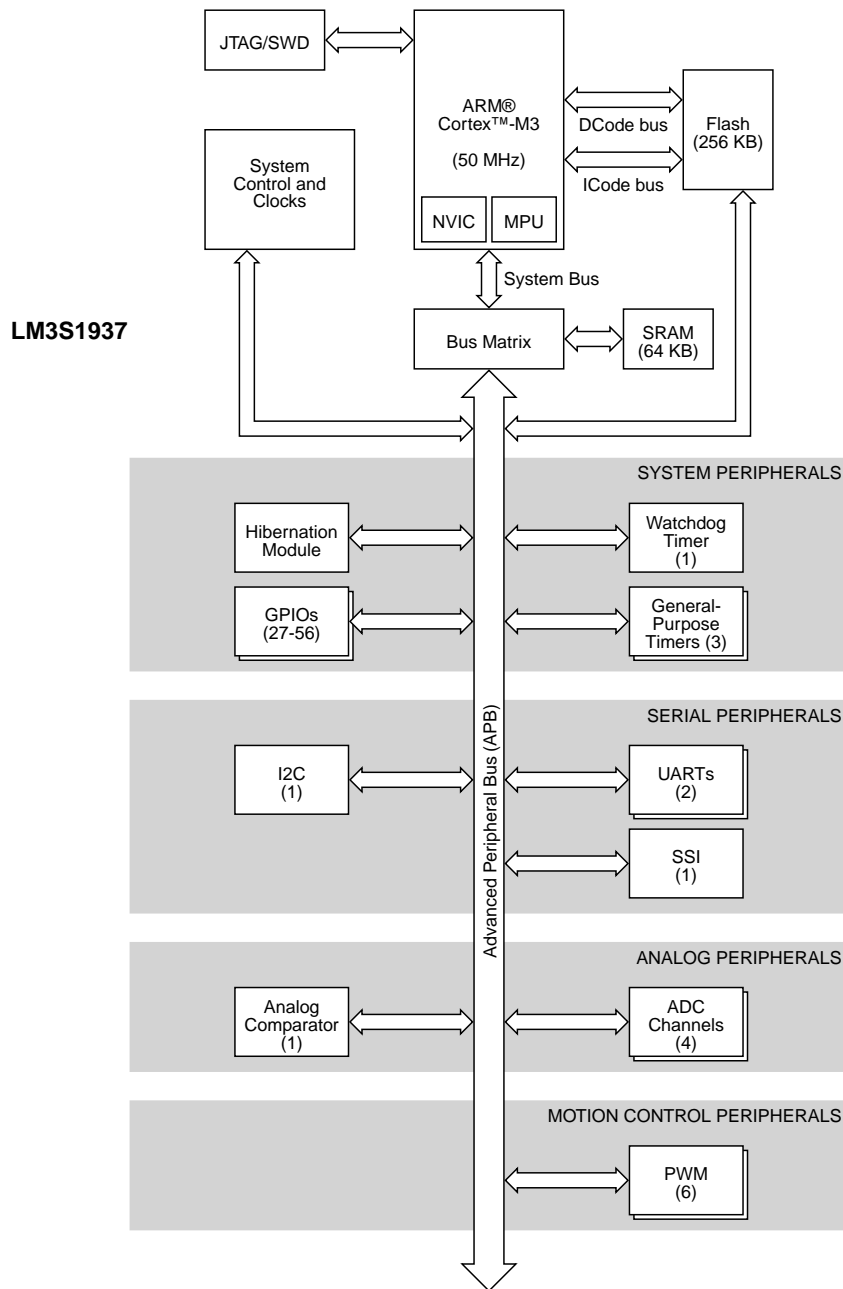 JTAG/SWD
ARM®
Cortex™-M3
(50 MHz)
NVIC
MPU
DCode bus
ICode bus
Flash
(256 KB)
System
Control and
Clocks
System Bus
LM3S1937
Bus Matrix
SRAM
(64 KB)
SYSTEM PERIPHERALS
Hibernation
Module
Watchdog
Timer
(1)
GPIOs
(27-56)
General-
Purpose
Timers (3)
Advanced Peripheral Bus (APB)
SERIAL PERIPHERALS
I2C
(1)
UARTs
(2)
SSI
(1)
ANALOG PERIPHERALS
Analog
Comparator
(1)
ADC
Channels
(4)
MOTION CONTROL PERIPHERALS
PWM
(6)